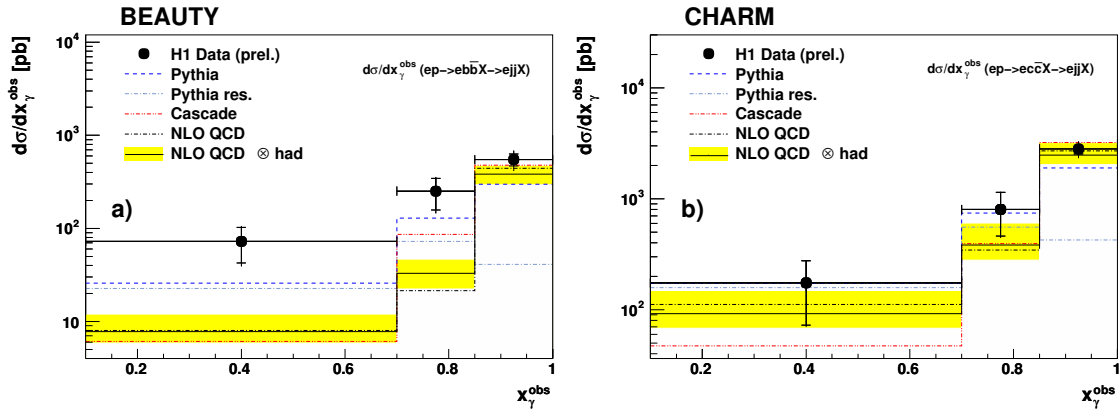 BEAUTY
dσ/dx_γ^obs [pb]
10^4
10^3
10^2
10
H1 Data (prel.)
Pythia
Pythia res.
Cascade
NLO QCD
NLO QCD ⊗ had
dσ/dx_γ^obs (ep->ebb̅X->ejjX)
a)
0.2 0.4 0.6 0.8 1
x_γ^obs
CHARM
dσ/dx_γ^obs [pb]
10^4
10^3
10^2
H1 Data (prel.)
Pythia
Pythia res.
Cascade
NLO QCD
NLO QCD ⊗ had
dσ/dx_γ^obs (ep->ecc̅X->ejjX)
b)
0.2 0.4 0.6 0.8 1
x_γ^obs